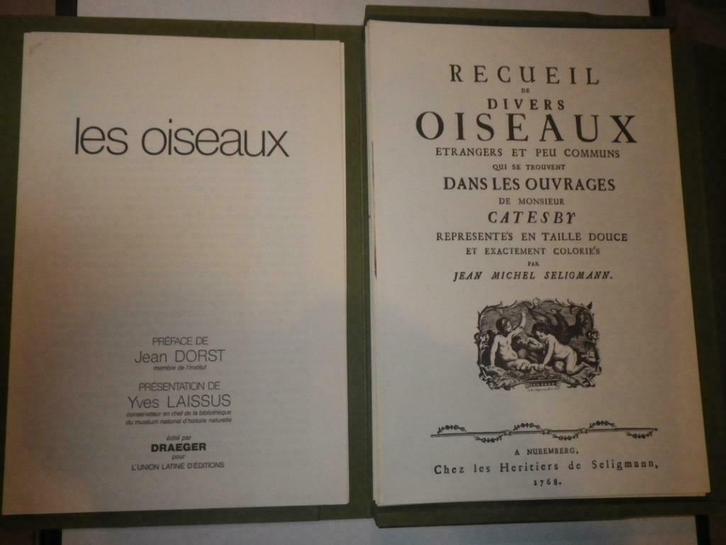 les oiseaux
PRÉFACE DE
Jean DORST
membre de l'Institut
PRÉSENTATION DE
Yves LAISSUS
conservateur en chef de la bibliothèque
du muséum national d'histoire naturelle
édité par
DRAEGER
pour
L'UNION LATINE D'ÉDITIONS
RECUEIL
DE
DIVERS
OISEAUX
ETRANGERS ET PEU COMMUNS
QUI SE TROUVENT
DANS LES OUVRAGES
DE MONSIEUR
CATESBY
REPRESENTÉS EN TAILLE DOUCE
ET EXACTEMENT COLORIÉS
PAR
JEAN MICHEL SELIGMANN.
A NUREMBERG,
Chez les Heritiers de Seligmann,
1768.